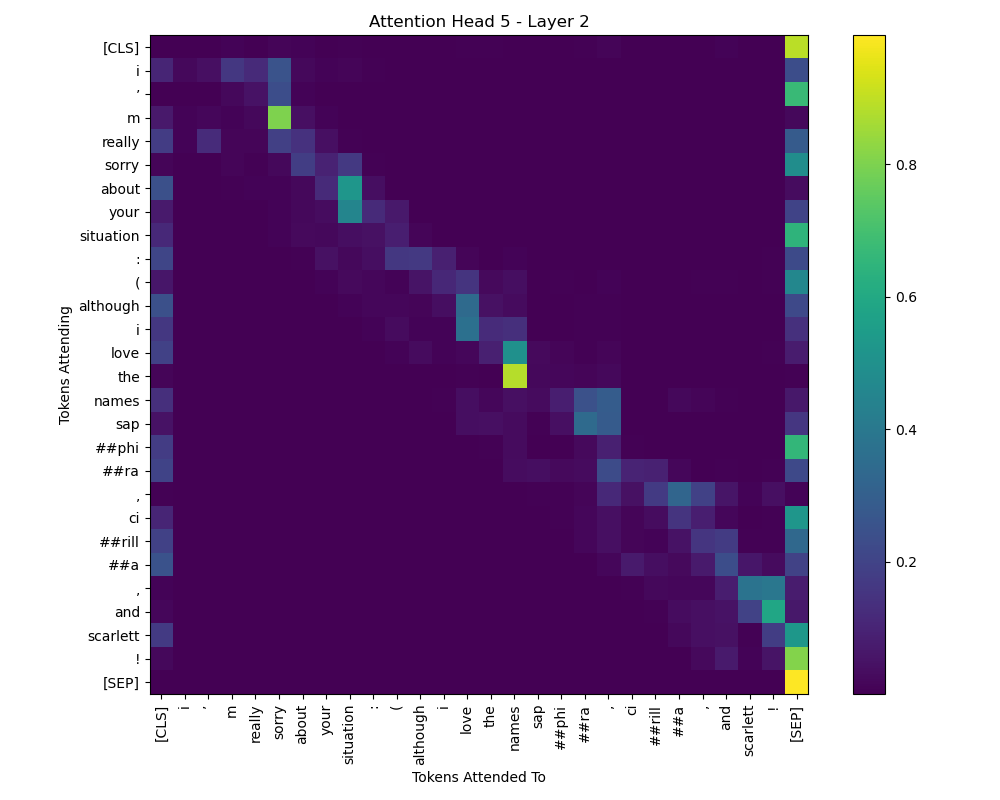 Attention Head 5 - Layer 2
[CLS]
i
’
m
really
sorry
about
your
situation
:
(
although
i
love
the
names
sap
##phi
##ra
,
ci
##rill
##a
,
and
scarlett
!
[SEP]
Tokens Attending
[CLS]
i
’
m
really
sorry
about
your
situation
:
(
although
i
love
the
names
sap
##phi
##ra
,
ci
##rill
##a
,
and
scarlett
!
[SEP]
Tokens Attended To
0.8
0.6
0.4
0.2